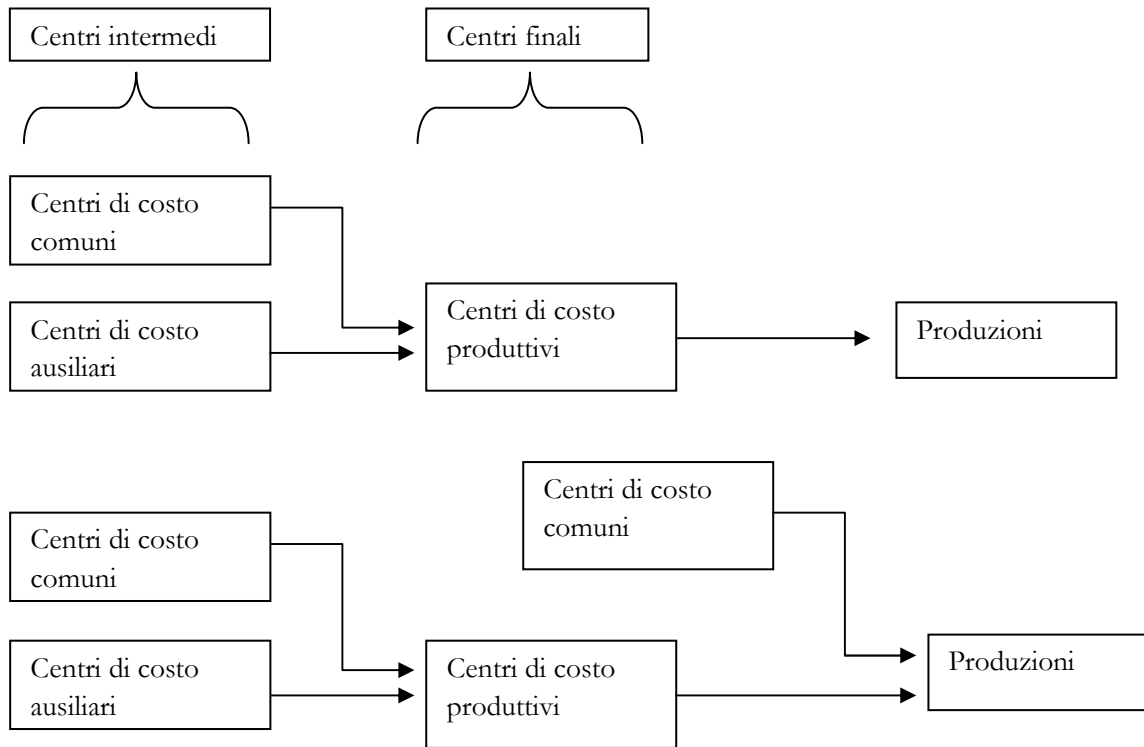 Centri intermedi
Centri finali
Centri di costo
comuni
Centri di costo
ausiliari
Centri di costo
produttivi
Produzioni
Centri di costo
comuni
Centri di costo
comuni
Centri di costo
ausiliari
Centri di costo
produttivi
Produzioni